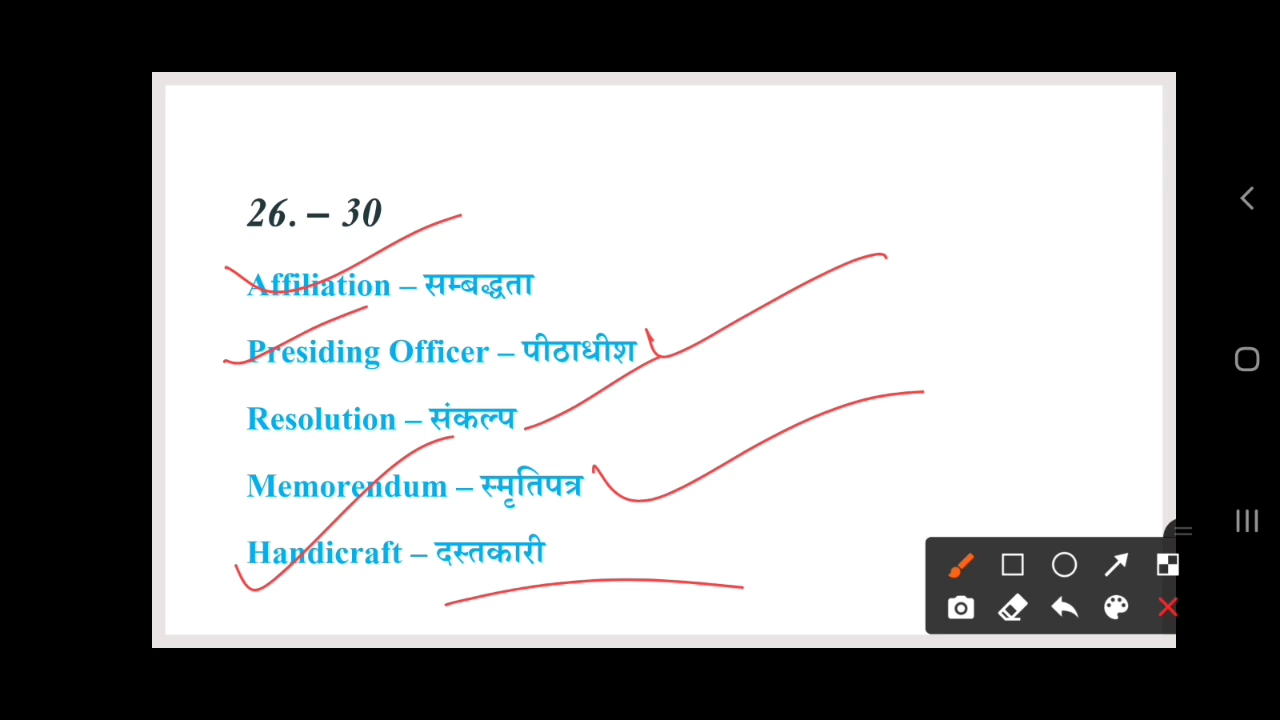 26. – 30
Affiliation – सम्बद्धता
Presiding Officer – पीठाधीश
Resolution – संकल्प
Memorendum – स्मृतिपत्र
Handicraft – दस्तकारी